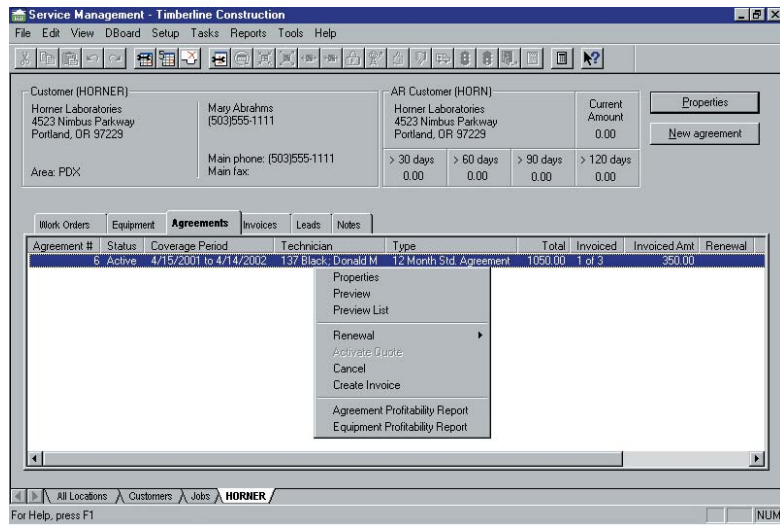 Service Management - Timberline Construction
File Edit View DBoard Setup Tasks Reports Tools Help
Customer (HORNER)
Horner Laboratories
4523 Nimbus Parkway
Portland, OR 97229
Area: PDX
Mary Abrahms
(503)555-1111
Main phone: (503)555-1111
Main fax:
AR Customer (HORN)
Horner Laboratories
4523 Nimbus Parkway
Portland, OR 97229
Current
Amount
0.00
> 30 days > 60 days > 90 days > 120 days
0.00 0.00 0.00 0.00
Properties
New agreement
Work Orders Equipment Agreements Invoices Leads Notes
Agreement # Status Coverage Period Technician Type Total Invoiced Invoiced Amt Renewal
6 Active 4/15/2001 to 4/14/2002 137 Black; Donald M 12 Month Std. Agreement 1050.00 1 of 3 350.00
Properties
Preview
Preview List
Renewal
Activate Quote
Cancel
Create Invoice
Agreement Profitability Report
Equipment Profitability Report
All Locations Customers Jobs HORNER
For Help, press F1
NUM